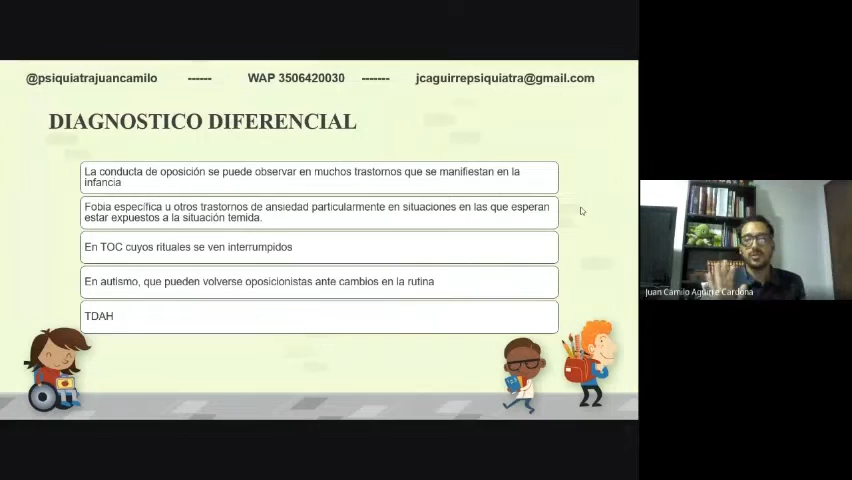 @psiquiatrajuancamilo ------ WAP 3506420030 ------- jcaguirrepsiquiatra@gmail.com
DIAGNOSTICO DIFERENCIAL
La conducta de oposición se puede observar en muchos trastornos que se manifiestan en la
infancia
Fobia específica u otros trastornos de ansiedad particularmente en situaciones en las que esperan
estar expuestos a la situación temida.
En TOC cuyos rituales se ven interrumpidos
En autismo, que pueden volverse oposicionistas ante cambios en la rutina
TDAH
Juan Camilo Aguirre Cardona